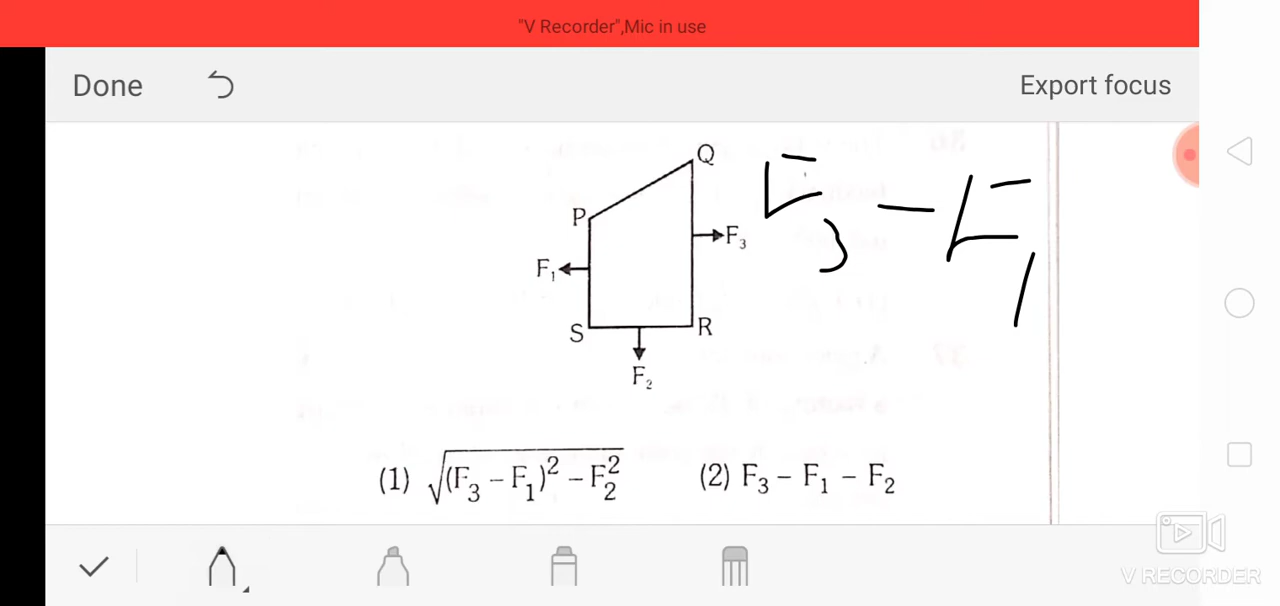 "V Recorder",Mic in use
Done
Export focus
Q
P
F₃
F₃ − F₁
F₁
S
R
F₂
(1) √((F₃ − F₁)² − F₂²)
(2) F₃ − F₁ − F₂
V RECORDER